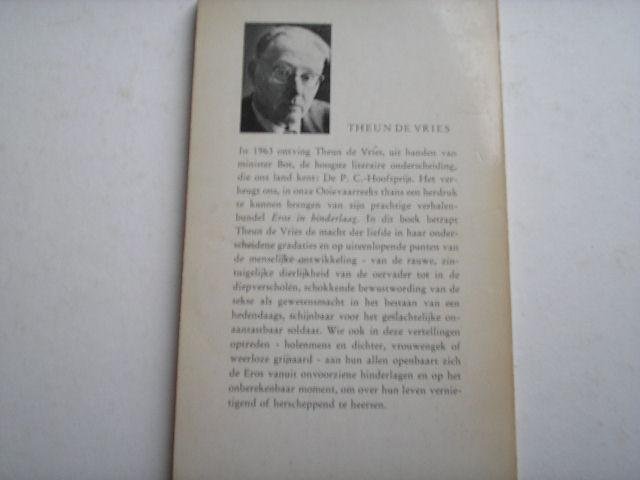 THEUN DE VRIES
In 1963 ontving Theun de Vries, uit handen van
minister Bot, de hoogste literaire onderscheiding,
die ons land kent: De P. C.-Hooftprijs. Het ver-
heugt ons, in onze Ooievaarreeks thans een herdruk
te kunnen brengen van zijn prachtige verhalen-
bundel Eros in hinderlaag. In dit boek betrapt
Theun de Vries de macht der liefde in haar onder-
scheidene gradaties en op uiteenlopende punten van
de menselijke ontwikkeling - van de rauwe, zin-
tuigelijke dierlijkheid van de oervader tot in de
diepverscholen, schokkende bewustwording van de
sekse als gewetensmacht in het bestaan van een
hedendaags, schijnbaar voor het geslachtelijke on-
aantastbaar soldaat. Wie ook in deze vertellingen
optreden - holenmens en dichter, vrouwengek of
weerloze grijsaard - aan hun allen openbaart zich
de Eros vanuit onvoorziene hinderlagen en op het
onberekenbaar moment, om over hun leven vernie-
tigend of herscheppend te heersen.